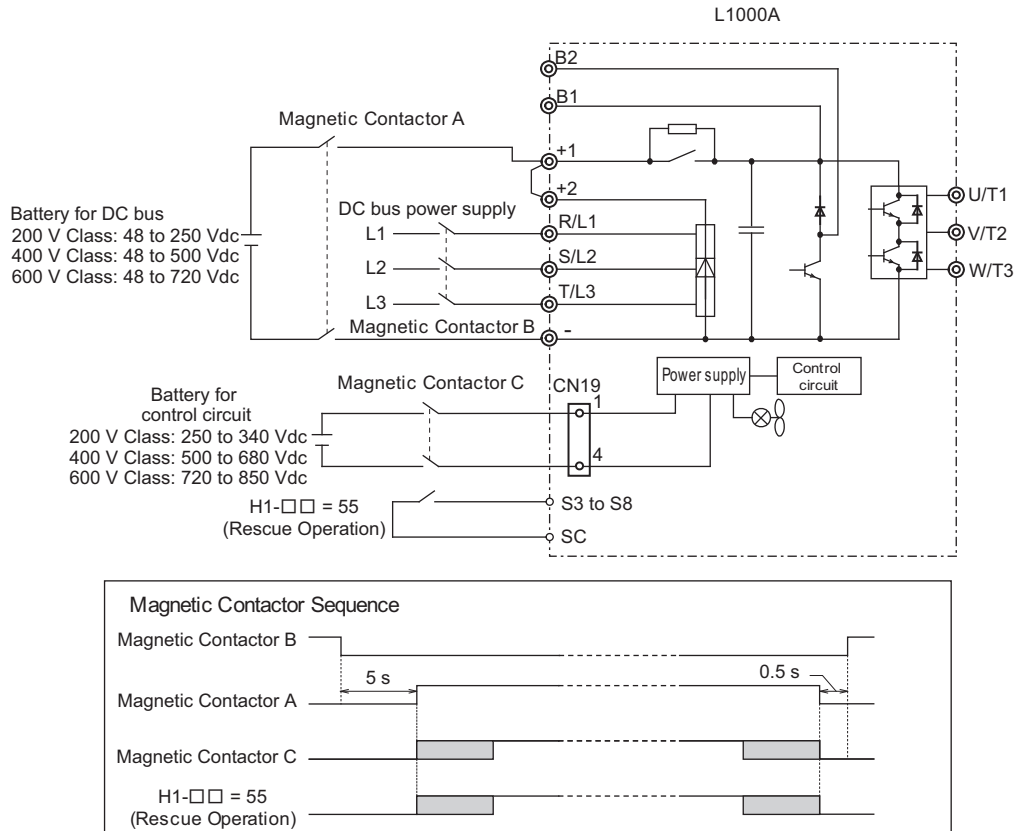 L1000A
B2
B1
Magnetic Contactor A
+1
+2
Battery for DC bus
200 V Class: 48 to 250 Vdc
400 V Class: 48 to 500 Vdc
600 V Class: 48 to 720 Vdc
DC bus power supply
L1
R/L1
L2
S/L2
L3
T/L3
Magnetic Contactor B
-
U/T1
V/T2
W/T3
Battery for
control circuit
200 V Class: 250 to 340 Vdc
400 V Class: 500 to 680 Vdc
600 V Class: 720 to 850 Vdc
Magnetic Contactor C
CN19
1
4
Power supply
Control
circuit
H1-□□ = 55
(Rescue Operation)
S3 to S8
SC
Magnetic Contactor Sequence
Magnetic Contactor B
5 s
0.5 s
Magnetic Contactor A
Magnetic Contactor C
H1-□□ = 55
(Rescue Operation)